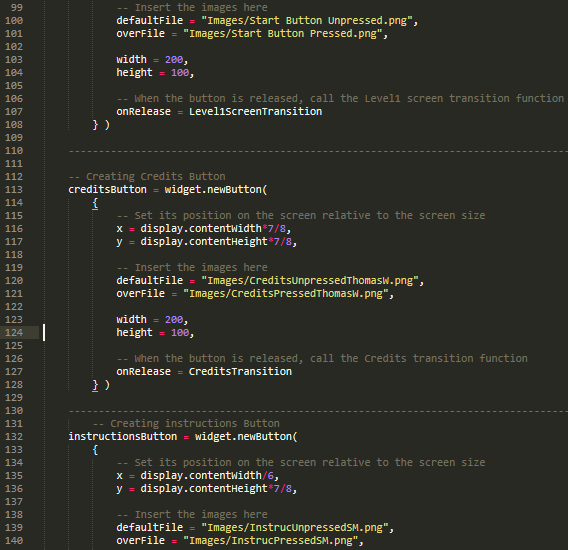 99 -- Insert the images here
100 defaultFile = "Images/Start Button Unpressed.png",
101 overFile = "Images/Start Button Pressed.png",
102
103 width = 200,
104 height = 100,
105
106 -- When the button is released, call the Level1 screen transition function
107 onRelease = Level1ScreenTransition
108 } )
109
110 -----------------------------------------------------------------------------------
111
112 -- Creating Credits Button
113 creditsButton = widget.newButton(
114 {
115 -- Set its position on the screen relative to the screen size
116 x = display.contentWidth*7/8,
117 y = display.contentHeight*7/8,
118
119 -- Insert the images here
120 defaultFile = "Images/CreditsUnpressedThomasW.png",
121 overFile = "Images/CreditsPressedThomasW.png",
122
123 width = 200,
124 height = 100,
125
126 -- When the button is released, call the Credits transition function
127 onRelease = CreditsTransition
128 } )
129
130 -----------------------------------------------------------------------------------
131 -- Creating instructions Button
132 instructionsButton = widget.newButton(
133 {
134 -- Set its position on the screen relative to the screen size
135 x = display.contentWidth/6,
136 y = display.contentHeight*7/8,
137
138 -- Insert the images here
139 defaultFile = "Images/InstrucUnpressedSM.png",
140 overFile = "Images/InstrucPressedSM.png",